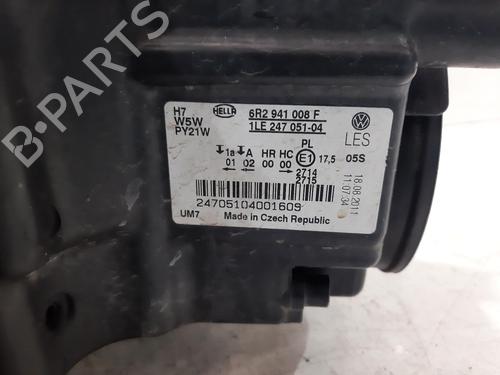 B-PARTS
H7
W5W
PY21W
HELLA
6R2 941 008 F
1LE 247 051-04
LES
1a A HR HC PL
01 02 00 00 E1 17,5 05S
2714
2715
24705104001609
UM7 Made in Czech Republic
18.08.2011
11:07:34